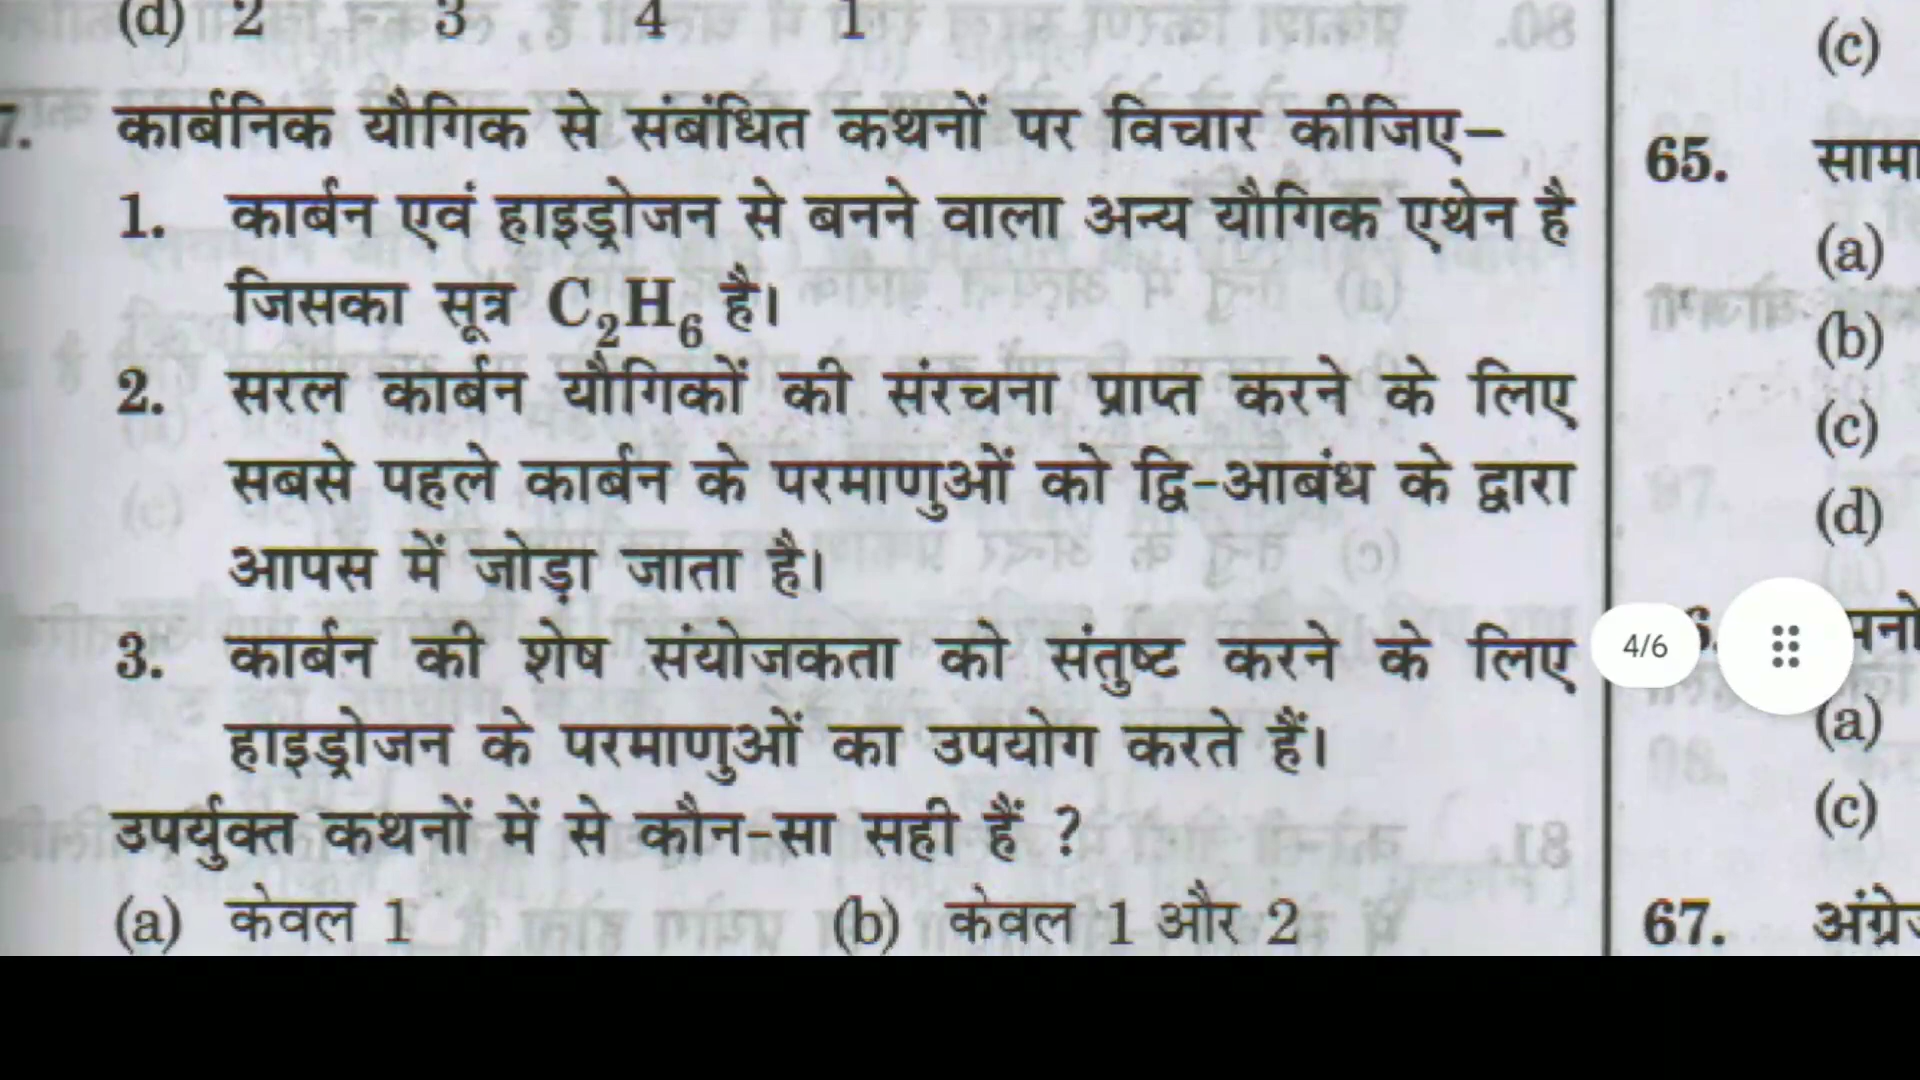 (d) 2 3 4 1
7. कार्बनिक यौगिक से संबंधित कथनों पर विचार कीजिए–
1. कार्बन एवं हाइड्रोजन से बनने वाला अन्य यौगिक एथेन है
जिसका सूत्र C₂H₆ है।
2. सरल कार्बन यौगिकों की संरचना प्राप्त करने के लिए
सबसे पहले कार्बन के परमाणुओं को द्वि-आबंध के द्वारा
आपस में जोड़ा जाता है।
3. कार्बन की शेष संयोजकता को संतुष्ट करने के लिए
हाइड्रोजन के परमाणुओं का उपयोग करते हैं।
उपर्युक्त कथनों में से कौन-सा सही हैं ?
(a) केवल 1 (b) केवल 1 और 2
(c)
65.
(a)
(b)
(c)
(d)
4/6
(a)
(c)
67.